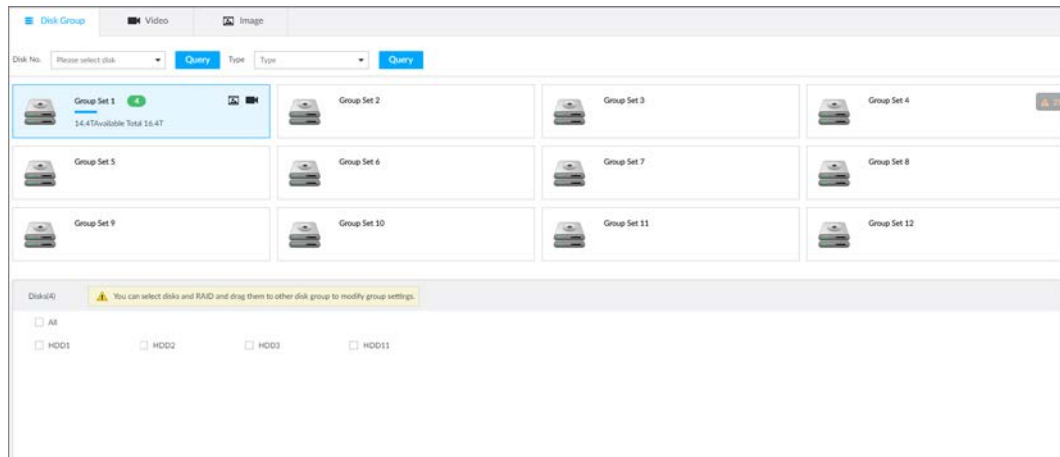 Disk Group Video Image
Disk No. Please select disk Query Type Type Query
Group Set 1 4 Group Set 2 Group Set 3 Group Set 4
14.4TAvailable Total 16.4T
Group Set 5 Group Set 6 Group Set 7 Group Set 8
Group Set 9 Group Set 10 Group Set 11 Group Set 12
Disks(4) You can select disks and RAID and drag them to other disk group to modify group settings.
All
HDD1 HDD2 HDD3 HDD11